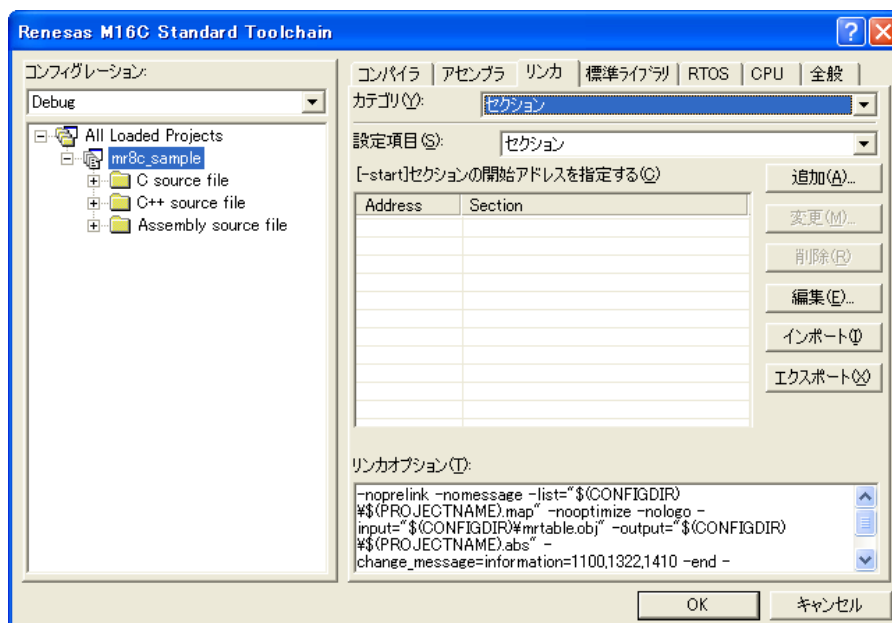 Renesas M16C Standard Toolchain
コンフィグレーション:
Debug
All Loaded Projects
mr8c_sample
C source file
C++ source file
Assembly source file
コンパイラ
アセンブラ
リンカ
標準ライブラリ
RTOS
CPU
全般
カテゴリ(Y):
セクション
設定項目(S):
セクション
[-start]セクションの開始アドレスを指定する(C)
Address
Section
追加(A)...
変更(M)...
削除(R)
編集(E)...
インポート(I)
エクスポート(X)
リンカオプション(T):
-noprelink -nomessage -list="$(CONFIGDIR)
¥$(PROJECTNAME).map" -nooptimize -nologo -
input="$(CONFIGDIR)¥mrtable.obj" -output="$(CONFIGDIR)
¥$(PROJECTNAME).abs" -
change_message=information=1100,1322,1410 -end -
OK
キャンセル